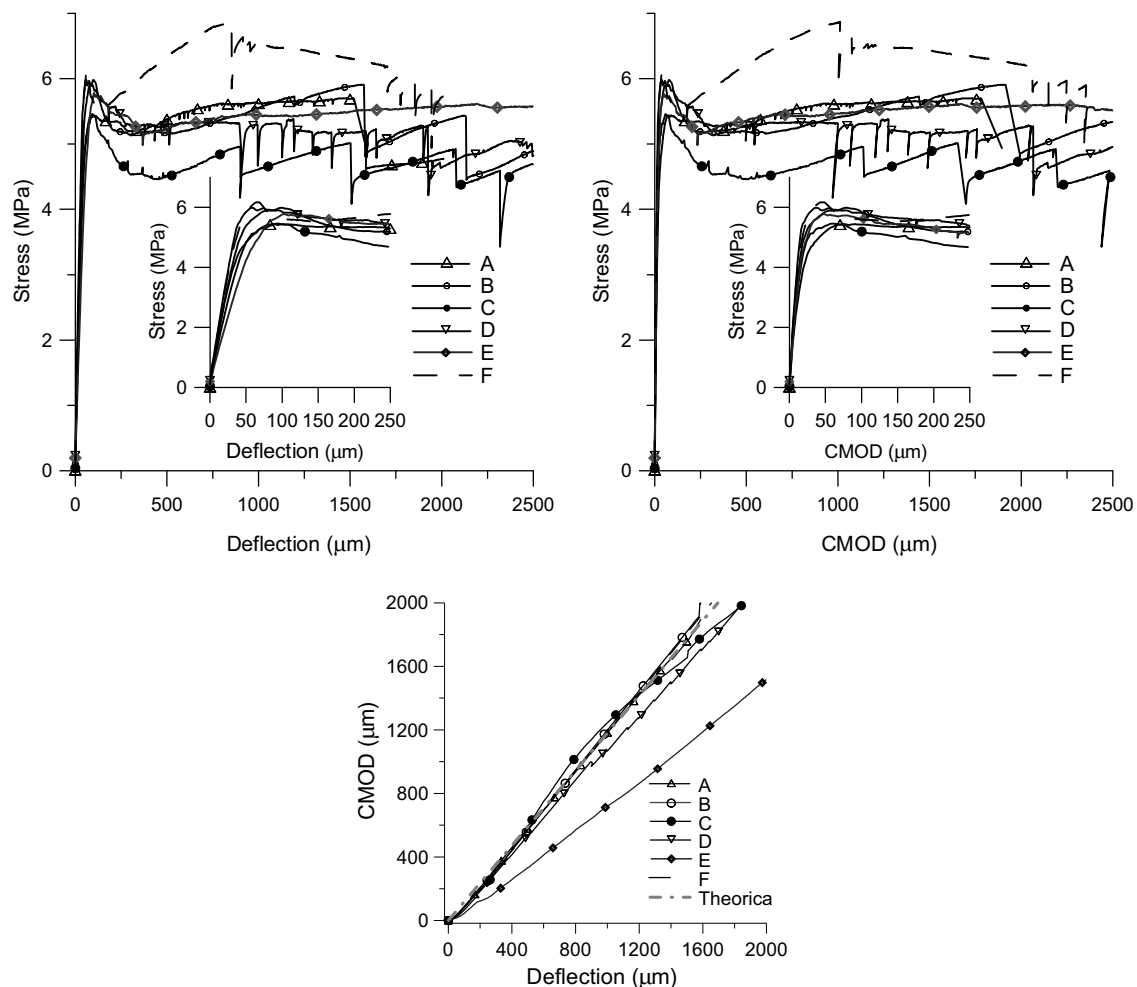 Stress (MPa)
6
4
2
0
Stress (MPa)
6
4
2
0
0 50 100 150 200 250
Deflection (μm)
A
B
C
D
E
F
0 500 1000 1500 2000 2500
Deflection (μm)
Stress (MPa)
6
4
2
0
Stress (MPa)
6
4
2
0
0 50 100 150 200 250
CMOD (μm)
A
B
C
D
E
F
0 500 1000 1500 2000 2500
CMOD (μm)
CMOD (μm)
2000
1600
1200
800
400
0
A
B
C
D
E
F
Theorica
0 400 800 1200 1600 2000
Deflection (μm)